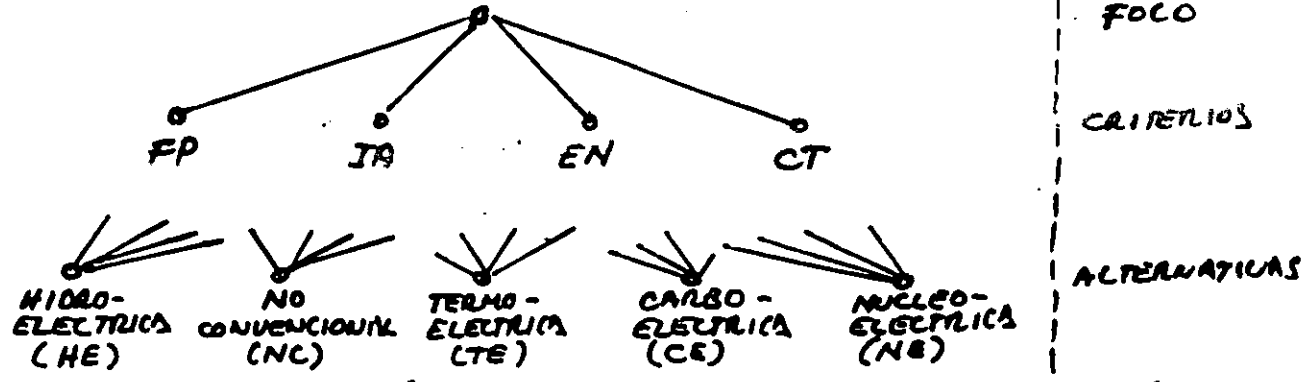 FOCO
FP IA EN CT CRITERIOS
HIDRO- NO TERMO- CARBO- NUCLEO- ALTERNATIVAS
ELECTRICA CONVENCIONAL ELECTRICA ELECTRICA ELECTRICA
(HE) (NC) (TE) (CE) (NE)